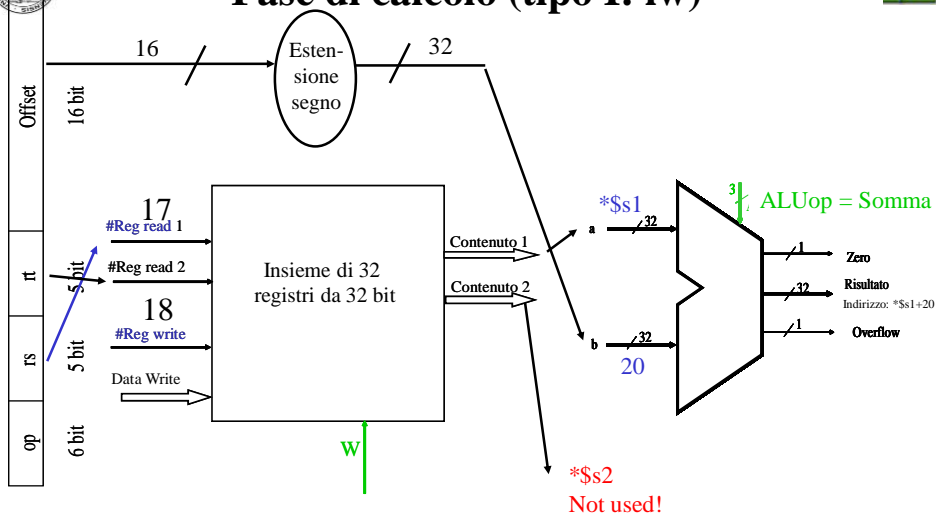 Fase di calcolo (tipo I: lw)
16
Esten-
sione
segno
32
Offset
16 bit
17
#Reg read 1
#Reg read 2
rt
5 bit
18
#Reg write
rs
5 bit
Data Write
op
6 bit
Insieme di 32
registri da 32 bit
W
Contenuto 1
Contenuto 2
*$s2
Not used!
*$s1
a
32
b
32
20
3
ALUop = Somma
1
Zero
32
Risultato
Indirizzo: *$s1+20
1
Overflow